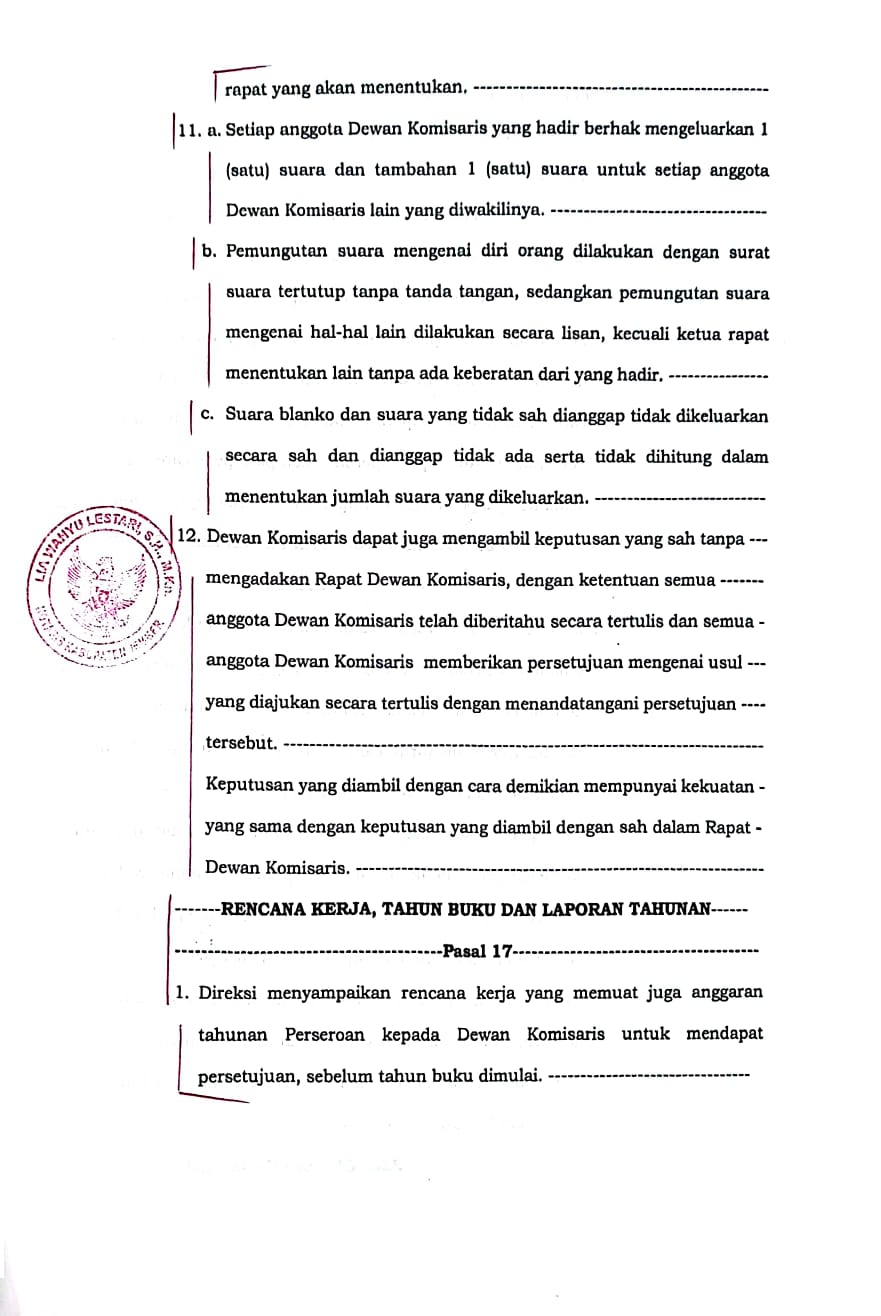 rapat yang akan menentukan. ---------------------------------------------
11. a. Setiap anggota Dewan Komisaris yang hadir berhak mengeluarkan 1
(satu) suara dan tambahan 1 (satu) suara untuk setiap anggota
Dewan Komisaris lain yang diwakilinya. ---------------------------------
b. Pemungutan suara mengenai diri orang dilakukan dengan surat
suara tertutup tanpa tanda tangan, sedangkan pemungutan suara
mengenai hal-hal lain dilakukan secara lisan, kecuali ketua rapat
menentukan lain tanpa ada keberatan dari yang hadir. ----------------
c. Suara blanko dan suara yang tidak sah dianggap tidak dikeluarkan
secara sah dan dianggap tidak ada serta tidak dihitung dalam
menentukan jumlah suara yang dikeluarkan. ---------------------------
LIA WAHYU LESTARI, S.H., M.Kn.
KABUPATEN JEMBER
12. Dewan Komisaris dapat juga mengambil keputusan yang sah tanpa ---
mengadakan Rapat Dewan Komisaris, dengan ketentuan semua -------
anggota Dewan Komisaris telah diberitahu secara tertulis dan semua -
anggota Dewan Komisaris memberikan persetujuan mengenai usul ---
yang diajukan secara tertulis dengan menandatangani persetujuan ----
tersebut. --------------------------------------------------------------------------
Keputusan yang diambil dengan cara demikian mempunyai kekuatan -
yang sama dengan keputusan yang diambil dengan sah dalam Rapat -
Dewan Komisaris. ---------------------------------------------------------------
-------RENCANA KERJA, TAHUN BUKU DAN LAPORAN TAHUNAN------
-----------------------------------------Pasal 17--------------------------------------
1. Direksi menyampaikan rencana kerja yang memuat juga anggaran
tahunan Perseroan kepada Dewan Komisaris untuk mendapat
persetujuan, sebelum tahun buku dimulai. -------------------------------